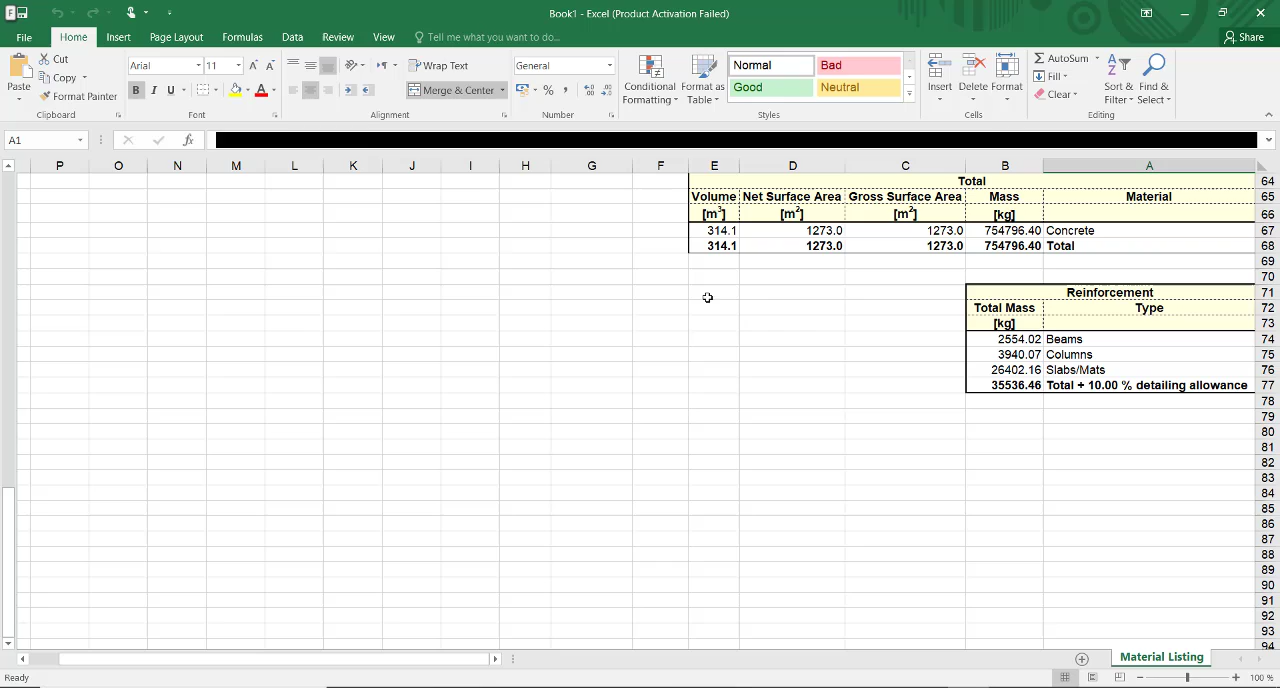 Book1 - Excel (Product Activation Failed)
File Home Insert Page Layout Formulas Data Review View Tell me what you want to do... Share
Paste Cut Copy Format Painter Clipboard
Arial 11 B I U A Font
Wrap T Merge & Center Alignment
General % Number
Conditional Formatting Format as Table Normal Bad Good Neutral Styles
Insert Delete Format Cells
AutoSum Fill Clear Sort & Filter Find & Select Editing
A1 fx
P O N M L K J I H G F E D C B A
Total 64
Volume Net Surface Area Gross Surface Area Mass Material 65
[m³] [m²] [m²] [kg] 66
314.1 1273.0 1273.0 754796.40 Concrete 67
314.1 1273.0 1273.0 754796.40 Total 68
69
70
Reinforcement 71
Total Mass Type 72
[kg] 73
2554.02 Beams 74
3940.07 Columns 75
26402.16 Slabs/Mats 76
35536.46 Total + 10.00 % detailing allowance 77
78
79
80
81
82
83
84
85
86
87
88
89
90
91
92
93
94
Material Listing
Ready 100 %